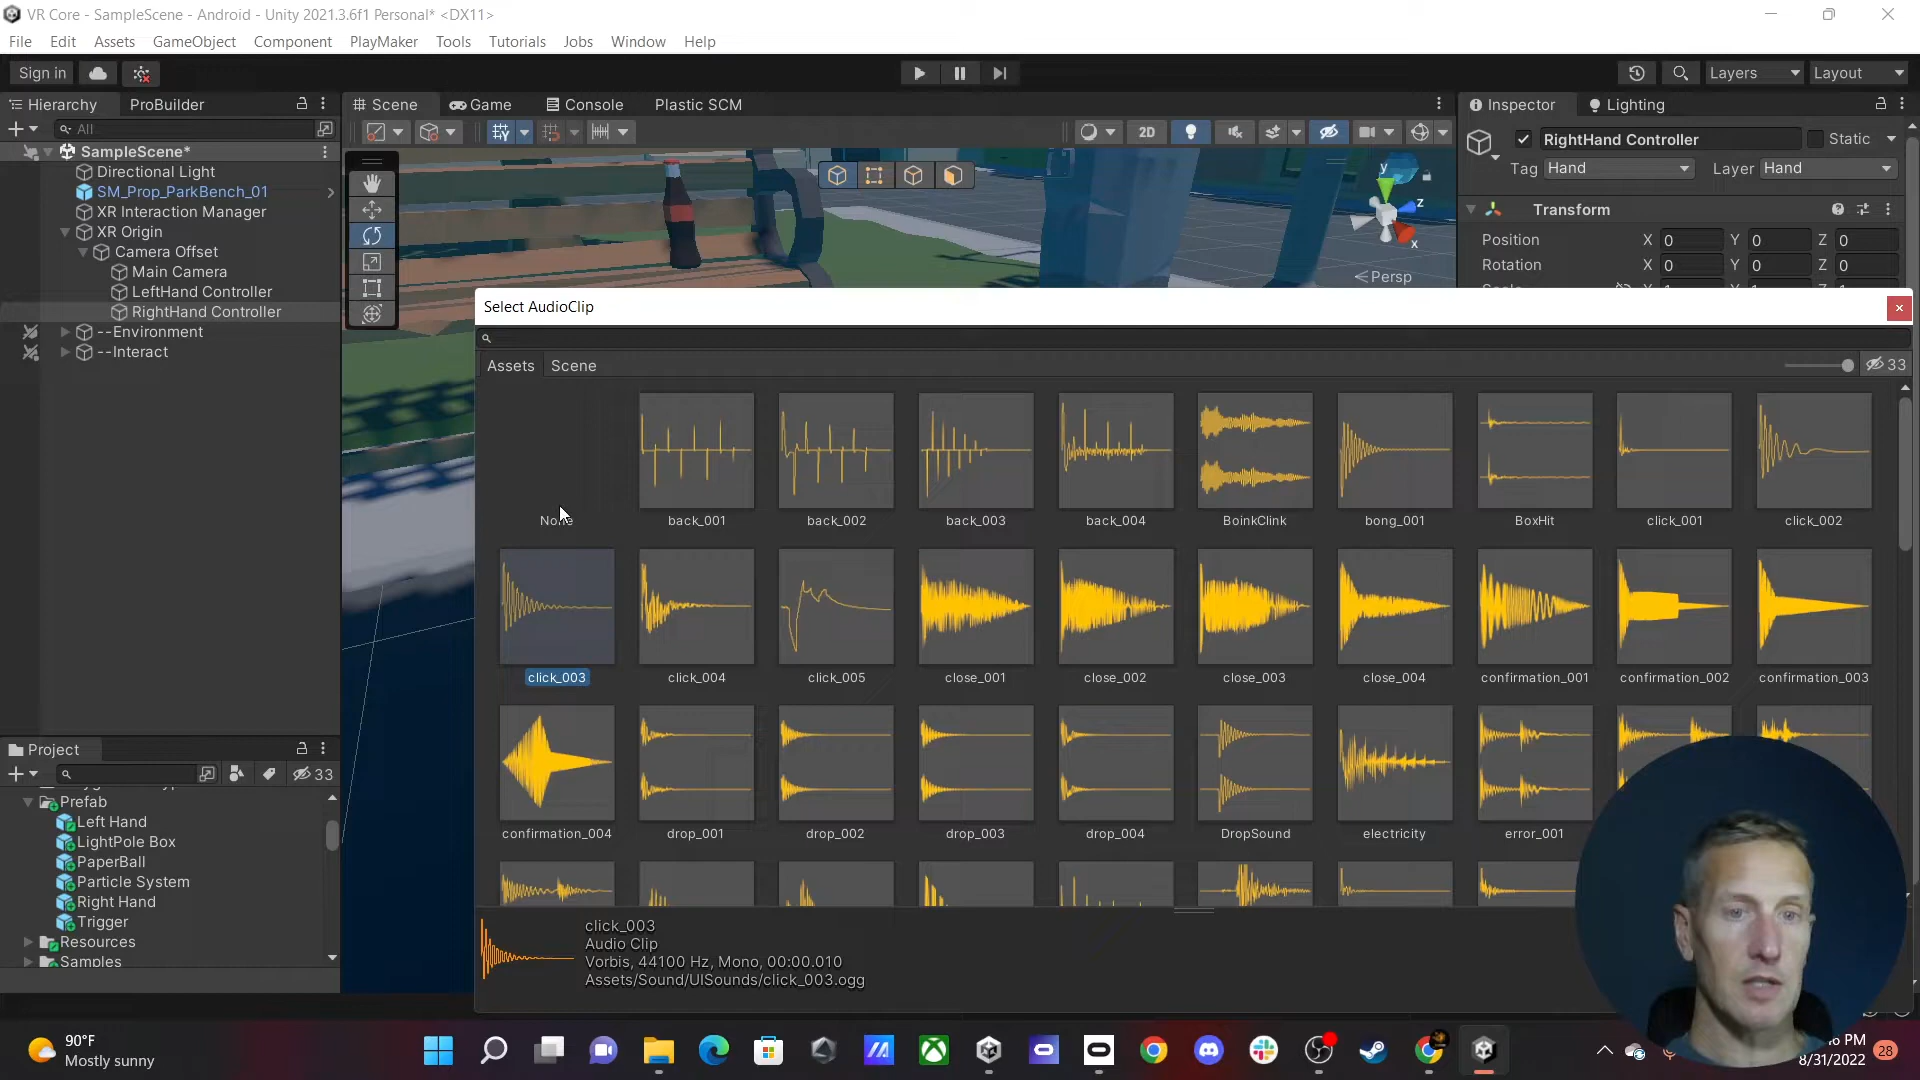 VR Core - SampleScene - Android - Unity 2021.3.6f1 Personal* <DX11>
File Edit Assets GameObject Component PlayMaker Tools Tutorials Jobs Window Help
Sign in Layers Layout
Hierarchy ProBuilder Scene Game Console Plastic SCM Inspector Lighting
All 2D
SampleScene*
Directional Light
SM_Prop_ParkBench_01
XR Interaction Manager
XR Origin
Camera Offset
Main Camera
LeftHand Controller
RightHand Controller
--Environment
--Interact
y
z
x
Persp
RightHand Controller Static
Tag Hand Layer Hand
Transform
Position X 0 Y 0 Z 0
Rotation X 0 Y 0 Z 0
Select AudioClip
Assets Scene 33
None back_001 back_002 back_003 back_004 BoinkClink bong_001 BoxHit click_001 click_002
click_003 click_004 click_005 close_001 close_002 close_003 close_004 confirmation_001 confirmation_002 confirmation_003
confirmation_004 drop_001 drop_002 drop_003 drop_004 DropSound electricity error_001
click_003
Audio Clip
Vorbis, 44100 Hz, Mono, 00:00.010
Assets/Sound/UISounds/click_003.ogg
Project
33
Prefab
Left Hand
LightPole Box
PaperBall
Particle System
Right Hand
Trigger
Resources
Samples
90°F
Mostly sunny
PM
8/31/2022
28